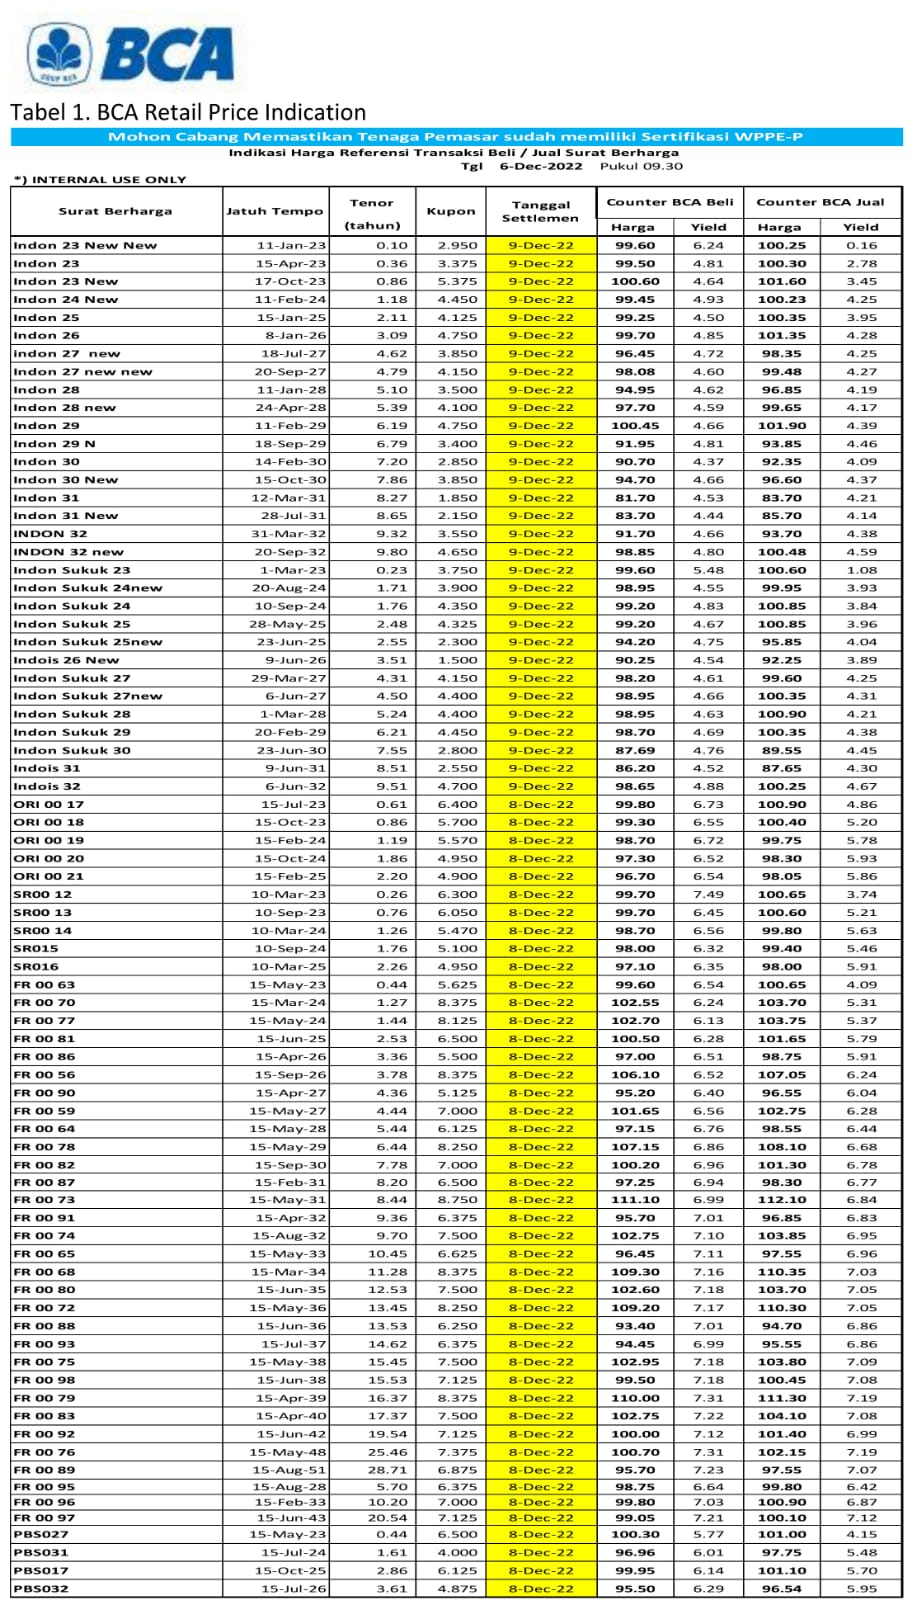 BCA
Tabel 1. BCA Retail Price Indication
Mohon Cabang Memastikan Tenaga Pemasar sudah memiliki Sertifikasi WPPE-P
Indikasi Harga Referensi Transaksi Beli / Jual Surat Berharga
Tgl 6-Dec-2022 Pukul 09.30
*) INTERNAL USE ONLY
Surat Berharga Jatuh Tempo Tenor (tahun) Kupon Tanggal Settlemen Counter BCA Beli Counter BCA Jual
Harga Yield Harga Yield
Indon 23 New New 11-Jan-23 0.10 2.950 9-Dec-22 99.60 6.24 100.25 0.16
Indon 23 15-Apr-23 0.36 3.375 9-Dec-22 99.50 4.81 100.30 2.78
Indon 23 New 17-Oct-23 0.86 5.375 9-Dec-22 100.60 4.64 101.60 3.45
Indon 24 New 11-Feb-24 1.18 4.450 9-Dec-22 99.45 4.93 100.23 4.25
Indon 25 15-Jan-25 2.11 4.125 9-Dec-22 99.25 4.50 100.35 3.95
Indon 26 8-Jan-26 3.09 4.750 9-Dec-22 99.70 4.85 101.35 4.28
indon 27 new 18-Jul-27 4.62 3.850 9-Dec-22 96.45 4.72 98.35 4.25
Indon 27 new new 20-Sep-27 4.79 4.150 9-Dec-22 98.08 4.60 99.48 4.27
Indon 28 11-Jan-28 5.10 3.500 9-Dec-22 94.95 4.62 96.85 4.19
Indon 28 new 24-Apr-28 5.39 4.100 9-Dec-22 97.70 4.59 99.65 4.17
Indon 29 11-Feb-29 6.19 4.750 9-Dec-22 100.45 4.66 101.90 4.39
Indon 29 N 18-Sep-29 6.79 3.400 9-Dec-22 91.95 4.81 93.85 4.46
Indon 30 14-Feb-30 7.20 2.850 9-Dec-22 90.70 4.37 92.35 4.09
Indon 30 New 15-Oct-30 7.86 3.850 9-Dec-22 94.70 4.66 96.60 4.37
Indon 31 12-Mar-31 8.27 1.850 9-Dec-22 81.70 4.53 83.70 4.21
Indon 31 New 28-Jul-31 8.65 2.150 9-Dec-22 83.70 4.44 85.70 4.14
INDON 32 31-Mar-32 9.32 3.550 9-Dec-22 91.70 4.66 93.70 4.38
INDON 32 new 20-Sep-32 9.80 4.650 9-Dec-22 98.85 4.80 100.48 4.59
Indon Sukuk 23 1-Mar-23 0.23 3.750 9-Dec-22 99.60 5.48 100.60 1.08
Indon Sukuk 24new 20-Aug-24 1.71 3.900 9-Dec-22 98.95 4.55 99.95 3.93
Indon Sukuk 24 10-Sep-24 1.76 4.350 9-Dec-22 99.20 4.83 100.85 3.84
Indon Sukuk 25 28-May-25 2.48 4.325 9-Dec-22 99.20 4.67 100.85 3.96
Indon Sukuk 25new 23-Jun-25 2.55 2.300 9-Dec-22 94.20 4.75 95.85 4.04
Indois 26 New 9-Jun-26 3.51 1.500 9-Dec-22 90.25 4.54 92.25 3.89
Indon Sukuk 27 29-Mar-27 4.31 4.150 9-Dec-22 98.20 4.61 99.60 4.25
Indon Sukuk 27new 6-Jun-27 4.50 4.400 9-Dec-22 98.95 4.66 100.35 4.31
Indon Sukuk 28 1-Mar-28 5.24 4.400 9-Dec-22 98.95 4.63 100.90 4.21
Indon Sukuk 29 20-Feb-29 6.21 4.450 9-Dec-22 98.70 4.69 100.35 4.38
Indon Sukuk 30 23-Jun-30 7.55 2.800 9-Dec-22 87.69 4.76 89.55 4.45
Indois 31 9-Jun-31 8.51 2.550 9-Dec-22 86.20 4.52 87.65 4.30
Indois 32 6-Jun-32 9.51 4.700 9-Dec-22 98.65 4.88 100.25 4.67
ORI 00 17 15-Jul-23 0.61 6.400 8-Dec-22 99.80 6.73 100.90 4.86
ORI 00 18 15-Oct-23 0.86 5.700 8-Dec-22 99.30 6.55 100.40 5.20
ORI 00 19 15-Feb-24 1.19 5.570 8-Dec-22 98.70 6.72 99.75 5.78
ORI 00 20 15-Oct-24 1.86 4.950 8-Dec-22 97.30 6.52 98.30 5.93
ORI 00 21 15-Feb-25 2.20 4.900 8-Dec-22 96.70 6.54 98.05 5.86
SR00 12 10-Mar-23 0.26 6.300 8-Dec-22 99.70 7.49 100.65 3.74
SR00 13 10-Sep-23 0.76 6.050 8-Dec-22 99.70 6.45 100.60 5.21
SR00 14 10-Mar-24 1.26 5.470 8-Dec-22 98.70 6.56 99.80 5.63
SR015 10-Sep-24 1.76 5.100 8-Dec-22 98.00 6.32 99.40 5.46
SR016 10-Mar-25 2.26 4.950 8-Dec-22 97.10 6.35 98.00 5.91
FR 00 63 15-May-23 0.44 5.625 8-Dec-22 99.60 6.54 100.65 4.09
FR 00 70 15-Mar-24 1.27 8.375 8-Dec-22 102.55 6.24 103.70 5.31
FR 00 77 15-May-24 1.44 8.125 8-Dec-22 102.70 6.13 103.75 5.37
FR 00 81 15-Jun-25 2.53 6.500 8-Dec-22 100.50 6.28 101.65 5.79
FR 00 86 15-Apr-26 3.36 5.500 8-Dec-22 97.00 6.51 98.75 5.91
FR 00 56 15-Sep-26 3.78 8.375 8-Dec-22 106.10 6.52 107.05 6.24
FR 00 90 15-Apr-27 4.36 5.125 8-Dec-22 95.20 6.40 96.55 6.04
FR 00 59 15-May-27 4.44 7.000 8-Dec-22 101.65 6.56 102.75 6.28
FR 00 64 15-May-28 5.44 6.125 8-Dec-22 97.15 6.76 98.55 6.44
FR 00 78 15-May-29 6.44 8.250 8-Dec-22 107.15 6.86 108.10 6.68
FR 00 82 15-Sep-30 7.78 7.000 8-Dec-22 100.20 6.96 101.30 6.78
FR 00 87 15-Feb-31 8.20 6.500 8-Dec-22 97.25 6.94 98.30 6.77
FR 00 73 15-May-31 8.44 8.750 8-Dec-22 111.10 6.99 112.10 6.84
FR 00 91 15-Apr-32 9.36 6.375 8-Dec-22 95.70 7.01 96.85 6.83
FR 00 74 15-Aug-32 9.70 7.500 8-Dec-22 102.75 7.10 103.85 6.95
FR 00 65 15-May-33 10.45 6.625 8-Dec-22 96.45 7.11 97.55 6.96
FR 00 68 15-Mar-34 11.28 8.375 8-Dec-22 109.30 7.16 110.35 7.03
FR 00 80 15-Jun-35 12.53 7.500 8-Dec-22 102.60 7.18 103.70 7.05
FR 00 72 15-May-36 13.45 8.250 8-Dec-22 109.20 7.17 110.30 7.05
FR 00 88 15-Jun-36 13.53 6.250 8-Dec-22 93.40 7.01 94.70 6.86
FR 00 93 15-Jul-37 14.62 6.375 8-Dec-22 94.45 6.99 95.55 6.86
FR 00 75 15-May-38 15.45 7.500 8-Dec-22 102.95 7.18 103.80 7.09
FR 00 98 15-Jun-38 15.53 7.125 8-Dec-22 99.50 7.18 100.45 7.08
FR 00 79 15-Apr-39 16.37 8.375 8-Dec-22 110.00 7.31 111.30 7.19
FR 00 83 15-Apr-40 17.37 7.500 8-Dec-22 102.75 7.22 104.10 7.08
FR 00 92 15-Jun-42 19.54 7.125 8-Dec-22 100.00 7.12 101.40 6.99
FR 00 76 15-May-48 25.46 7.375 8-Dec-22 100.70 7.31 102.15 7.19
FR 00 89 15-Aug-51 28.71 6.875 8-Dec-22 95.70 7.23 97.55 7.07
FR 00 95 15-Aug-28 5.70 6.375 8-Dec-22 98.75 6.64 99.80 6.42
FR 00 96 15-Feb-33 10.20 7.000 8-Dec-22 99.80 7.03 100.90 6.87
FR 00 97 15-Jun-43 20.54 7.125 8-Dec-22 99.05 7.21 100.10 7.12
PBS027 15-May-23 0.44 6.500 8-Dec-22 100.30 5.77 101.00 4.15
PBS031 15-Jul-24 1.61 4.000 8-Dec-22 96.96 6.01 97.75 5.48
PBS017 15-Oct-25 2.86 6.125 8-Dec-22 99.95 6.14 101.10 5.70
PBS032 15-Jul-26 3.61 4.875 8-Dec-22 95.50 6.29 96.54 5.95